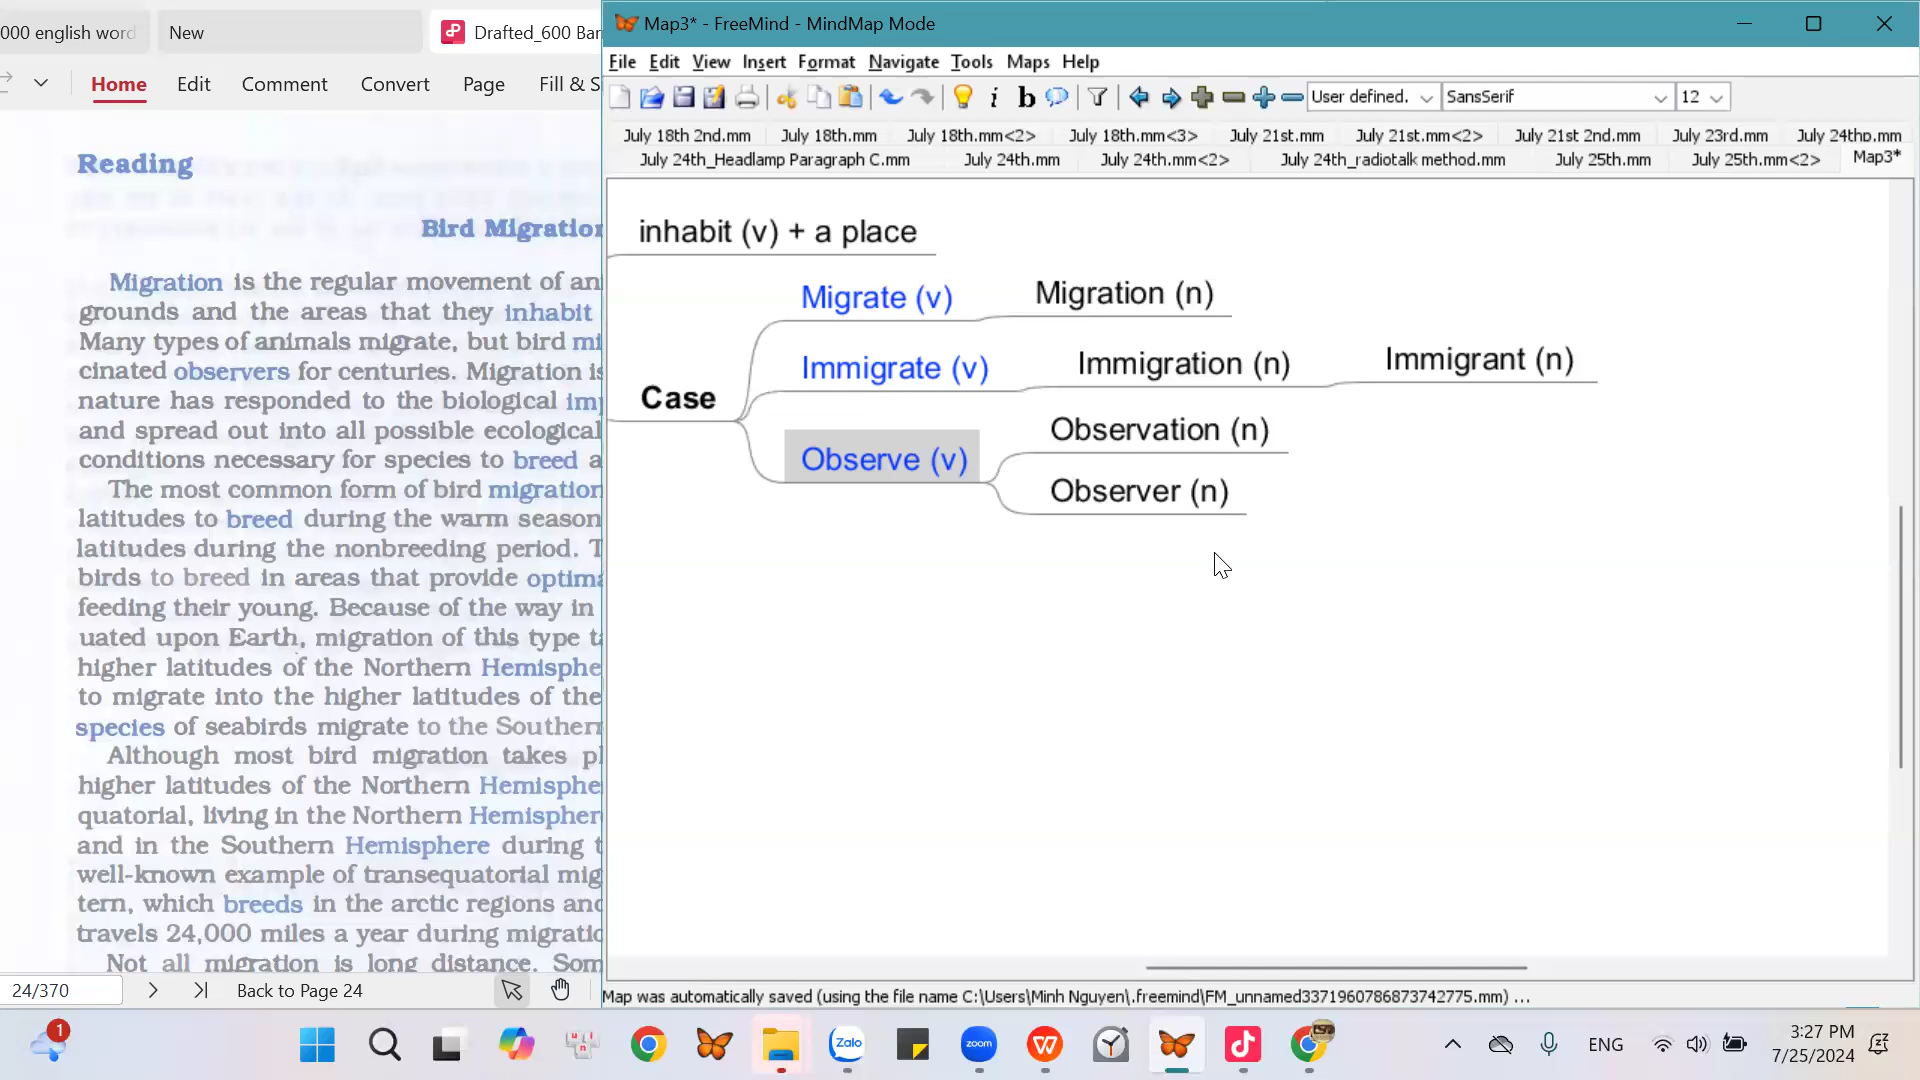 000 english word
New
Drafted_600 Bar
Home
Edit
Comment
Convert
Page
Fill & S
Reading
Bird Migration
Migration is the regular movement of an
grounds and the areas that they inhabit
Many types of animals migrate, but bird mi
cinated observers for centuries. Migration is
nature has responded to the biological imp
and spread out into all possible ecological
conditions necessary for species to breed a
The most common form of bird migration
latitudes to breed during the warm season
latitudes during the nonbreeding period. T
birds to breed in areas that provide optima
feeding their young. Because of the way in
uated upon Earth, migration of this type ta
higher latitudes of the Northern Hemisphe
to migrate into the higher latitudes of the
species of seabirds migrate to the Southern
Although most bird migration takes pl
higher latitudes of the Northern Hemisphe
quatorial, living in the Northern Hemispher
and in the Southern Hemisphere during t
well-known example of transequatorial mig
tern, which breeds in the arctic regions and
travels 24,000 miles a year during migratio
Not all migration is long distance. Som
24/370
Back to Page 24
Map3* - FreeMind - MindMap Mode
File Edit View Insert Format Navigate Tools Maps Help
User defined.
SansSerif
12
July 18th 2nd.mm
July 18th.mm
July 18th.mm<2>
July 18th.mm<3>
July 21st.mm
July 21st.mm<2>
July 21st 2nd.mm
July 23rd.mm
July 24thp.mm
July 24th_Headlamp Paragraph C.mm
July 24th.mm
July 24th.mm<2>
July 24th_radiotalk method.mm
July 25th.mm
July 25th.mm<2>
Map3*
inhabit (v) + a place
Case
Migrate (v)
Migration (n)
Immigrate (v)
Immigration (n)
Immigrant (n)
Observe (v)
Observation (n)
Observer (n)
Map was automatically saved (using the file name C:\Users\Minh Nguyen\.freemind\FM_unnamed3371960786873742775.mm) ...
1
Zalo
zoom
ENG
3:27 PM
7/25/2024